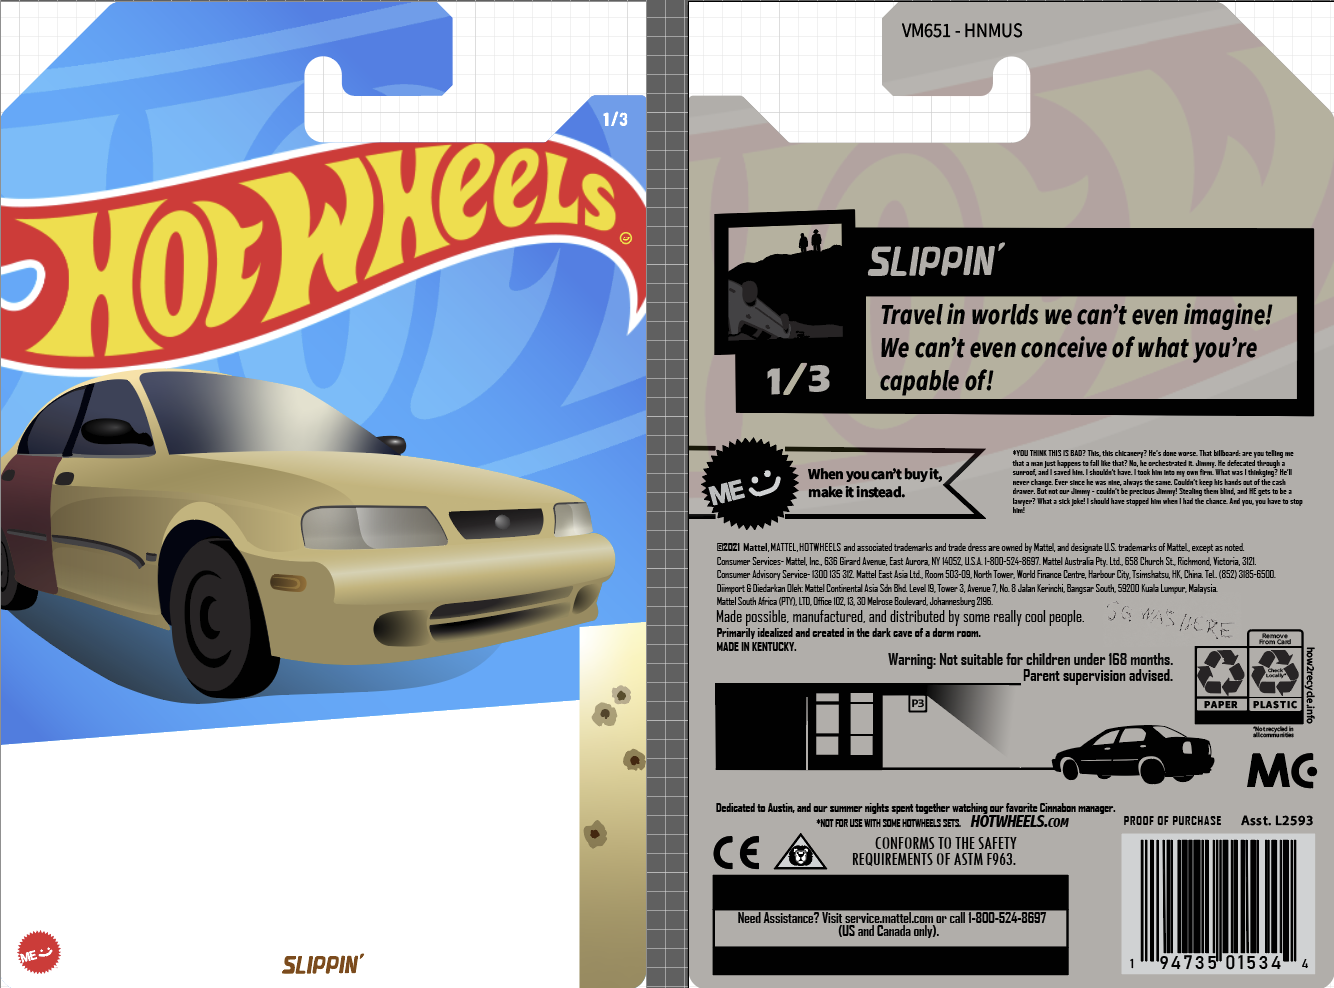 1/3
HOT WHEELS
ME
SLIPPIN'
VM651 - HNMUS
SLIPPIN'
Travel in worlds we can't even imagine!
We can't even conceive of what you're
capable of!
1/3
ME
When you can't buy it,
make it instead.
*YOU THINK THIS IS BAD? This, this chicanery? He's done worse. That billboard: are you telling me
that a man just happens to fall like that? No, he orchestrated it. Jimmy. He defecated through a
sunroof, and I saved him. I shouldn't have. I took him into my own firm. What was I thinkging? He'll
never change. Ever since he was nine, always the same. Couldn't keep his hands out of the cash
drawer. But not our Jimmy - couldn't be precious Jimmy! Stealing them blind, and HE gets to be a
lawyer? What a sick joke! I should have stopped him when I had the chance. And you, you have to stop
him!
©2021 Mattel, MATTEL, HOTWHEELS and associated trademarks and trade dress are owned by Mattel, and designate U.S. trademarks of Mattel, except as noted.
Consumer Services- Mattel, Inc., 636 Girard Avenue, East Aurora, NY 14052, U.S.A. 1-800-524-8697. Mattel Australia Pty. Ltd., 658 Church St., Richmond, Victoria, 3121.
Consumer Advisory Service- 1300 135 312. Mattel East Asia Ltd., Room 503-09, North Tower, World Finance Centre, Harbour City, Tsimshatsu, HK, China. Tel. (852) 3185-6500.
Diimport & Diedarkan Oleh: Mattel Continental Asia Sdn Bhd. Level 19, Tower 3, Avenue 7, No. 8 Jalan Kerinchi, Bangsar South, 59200 Kuala Lumpur, Malaysia.
Mattel South Africa (PTY), LTD, Office 102, 13, 30 Melrose Boulevard, Johannesburg 2196.
Made possible, manufactured, and distributed by some really cool people.
SG WAS HERE
Primarily idealized and created in the dark cave of a dorm room.
MADE IN KENTUCKY.
Warning: Not suitable for children under 168 months.
Parent supervision advised.
Remove
From Card
Check
Locally*
PAPER
PLASTIC
how2recycle.info
*Not recycled in
all communities
P3
MC
Dedicated to Austin, and our summer nights spent together watching our favorite Cinnabon manager.
*NOT FOR USE WITH SOME HOTWHEELS SETS. HOTWHEELS.COM
PROOF OF PURCHASE Asst. L2593
CE
CONFORMS TO THE SAFETY
REQUIREMENTS OF ASTM F963.
Need Assistance? Visit service.mattel.com or call 1-800-524-8697
(US and Canada only).
1 94735 01534 4